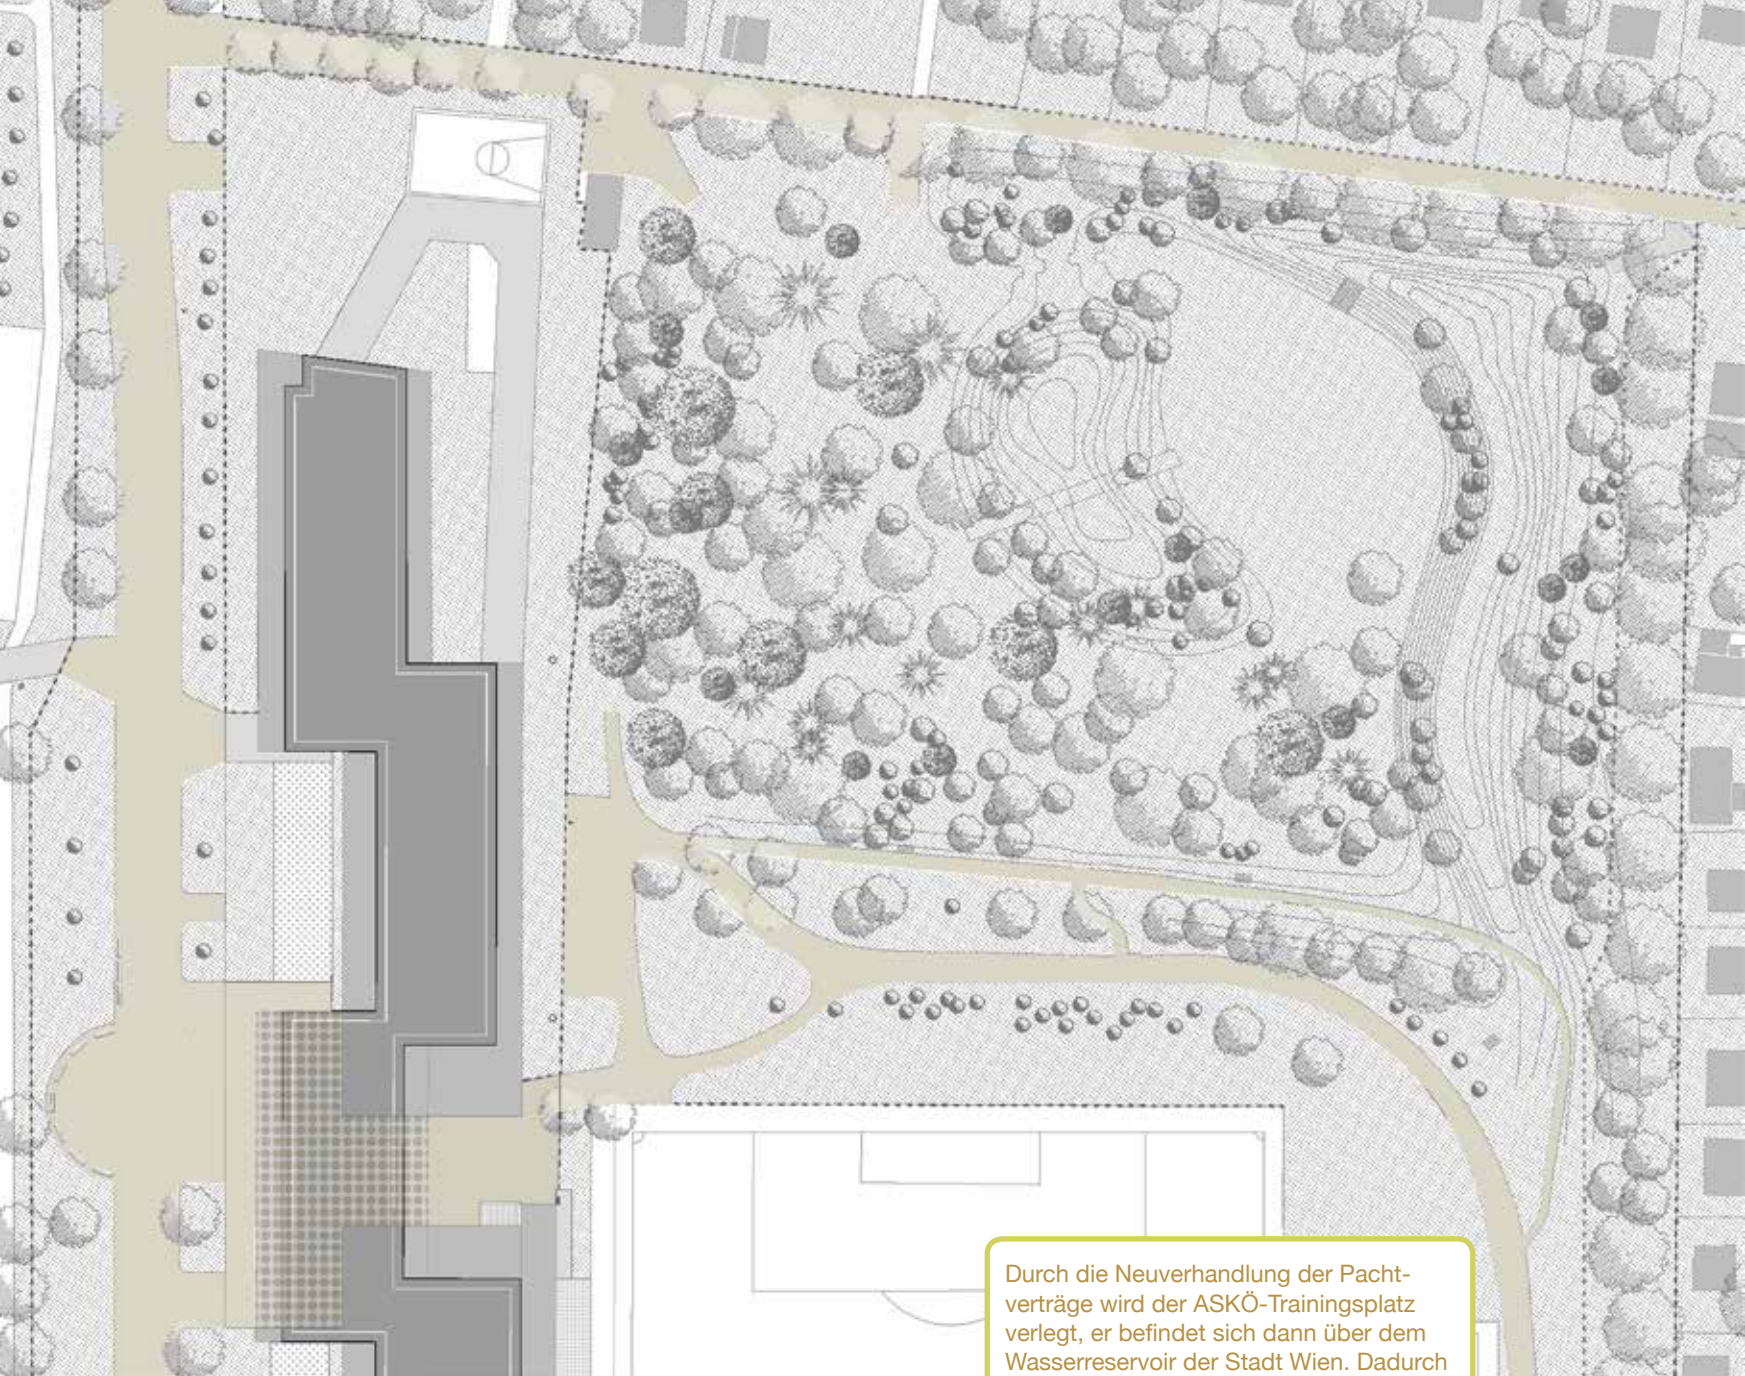 Durch die Neuverhandlung der Pacht-
verträge wird der ASKÖ-Trainingsplatz
verlegt, er befindet sich dann über dem
Wasserreservoir der Stadt Wien. Dadurch